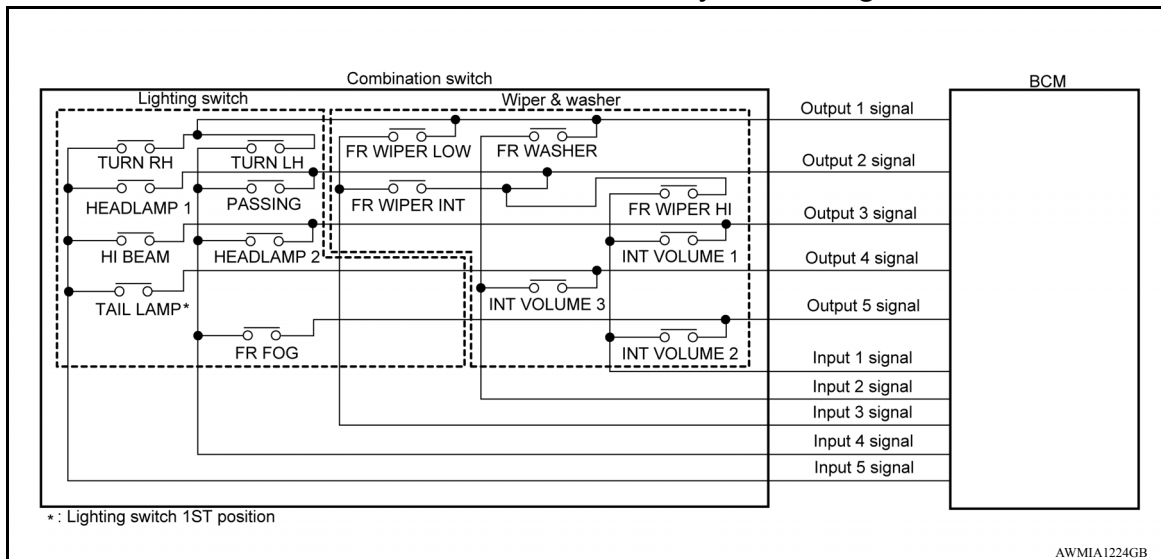 Combination switch
BCM
Lighting switch
Wiper & washer
Output 1 signal
TURN RH
TURN LH
FR WIPER LOW
FR WASHER
Output 2 signal
HEADLAMP 1
PASSING
FR WIPER INT
FR WIPER HI
Output 3 signal
HI BEAM
HEADLAMP 2
INT VOLUME 1
Output 4 signal
TAIL LAMP*
INT VOLUME 3
Output 5 signal
FR FOG
INT VOLUME 2
Input 1 signal
Input 2 signal
Input 3 signal
Input 4 signal
Input 5 signal
* : Lighting switch 1ST position
AWMIA1224GB